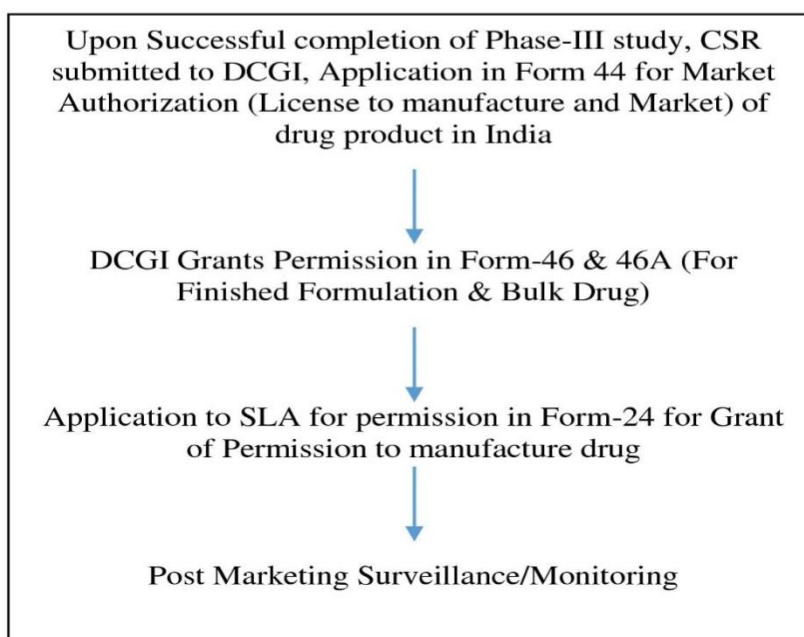 Upon Successful completion of Phase-III study, CSR
submitted to DCGI, Application in Form 44 for Market
Authorization (License to manufacture and Market) of
drug product in India
DCGI Grants Permission in Form-46 & 46A (For
Finished Formulation & Bulk Drug)
Application to SLA for permission in Form-24 for Grant
of Permission to manufacture drug
Post Marketing Surveillance/Monitoring